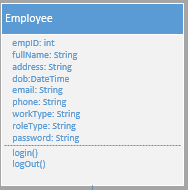 Employee
empID: int
fullName: String
address: String
dob:DateTime
email: String
phone: String
workType: String
roleType: String
password: String
login()
logOut()